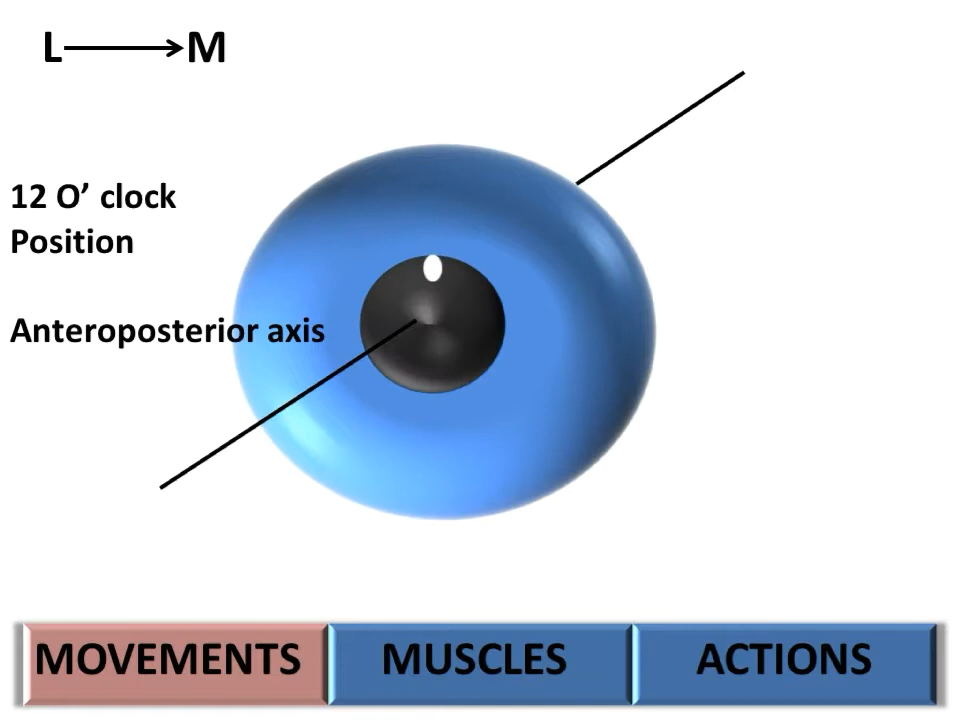 L M
12 O’ clock
Position
Anteroposterior axis
MOVEMENTS MUSCLES ACTIONS